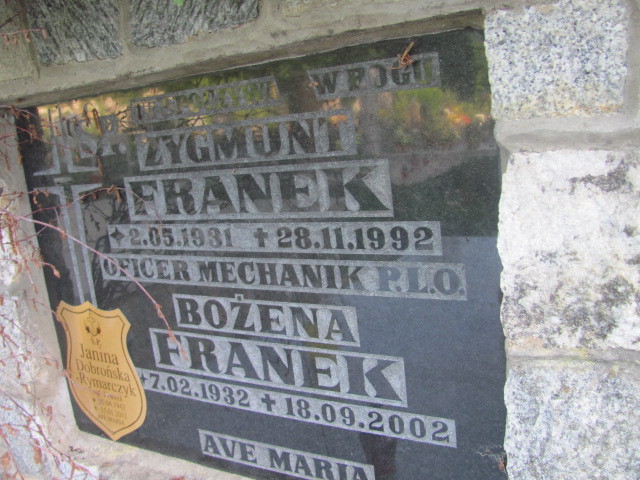 W BOGU
ZYGMUNT
FRANEK
2.05.1931 ✝ 28.11.1992
OFICER MECHANIK P.L.O.
BOŻENA
FRANEK
7.02.1932 ✝ 18.09.2002
AVE MARIA
Janina
Dobrońska
-Rymarczyk